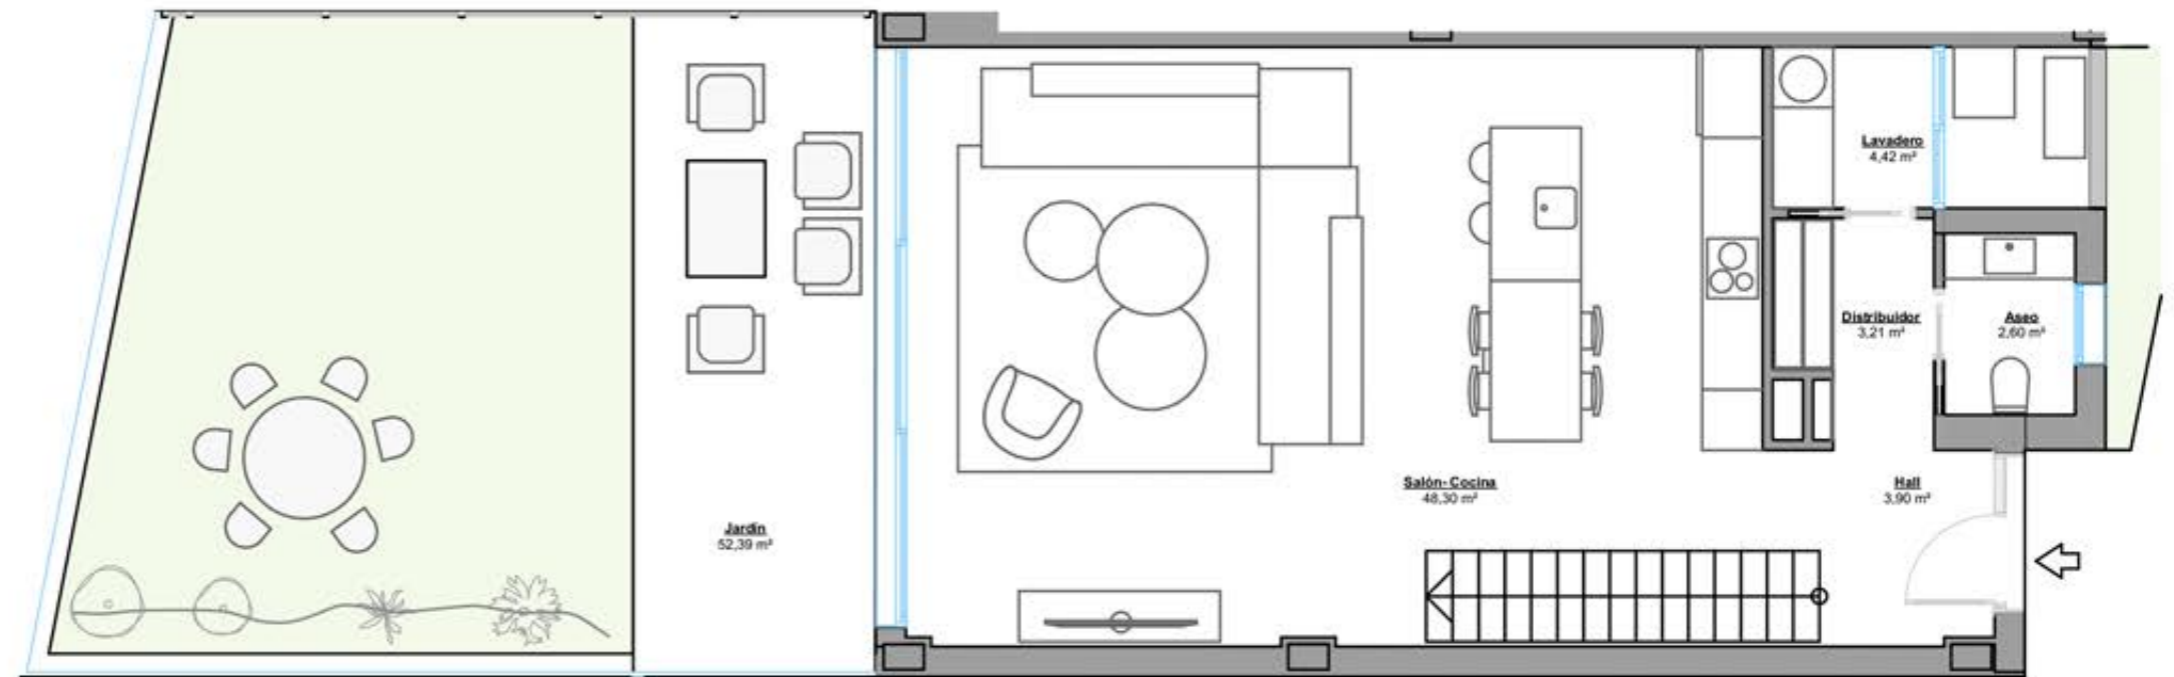 Lavadero
4,42 m²
Distribuidor
3,21 m²
Aseo
2,60 m²
Salón-Cocina
48,30 m²
Hall
3,90 m²
Jardín
52,39 m²